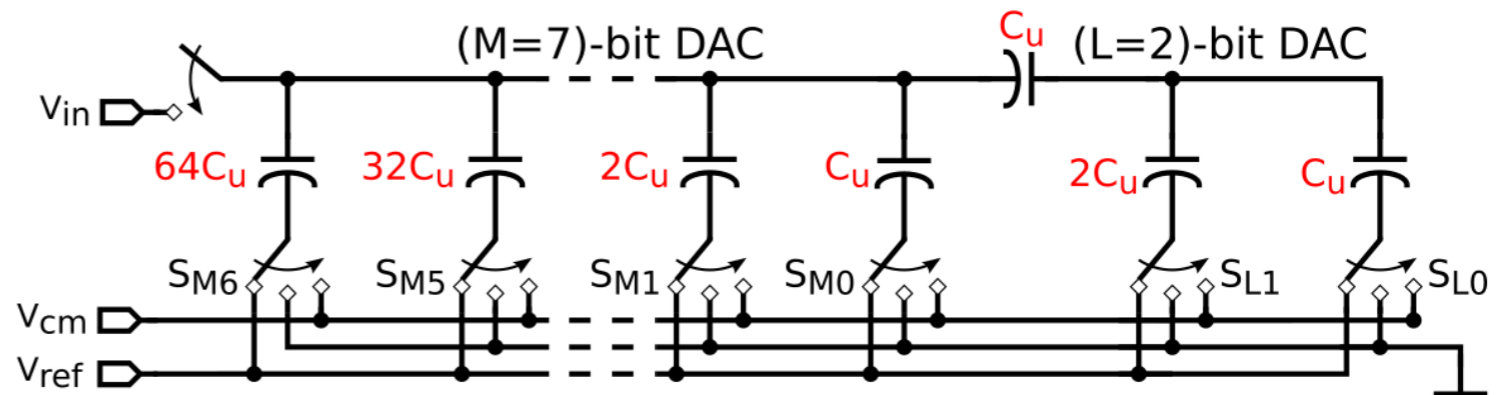 (M=7)-bit DAC Cu (L=2)-bit DAC
Vin
64Cu 32Cu 2Cu Cu 2Cu Cu
SM6 SM5 SM1 SM0 SL1 SL0
Vcm
Vref